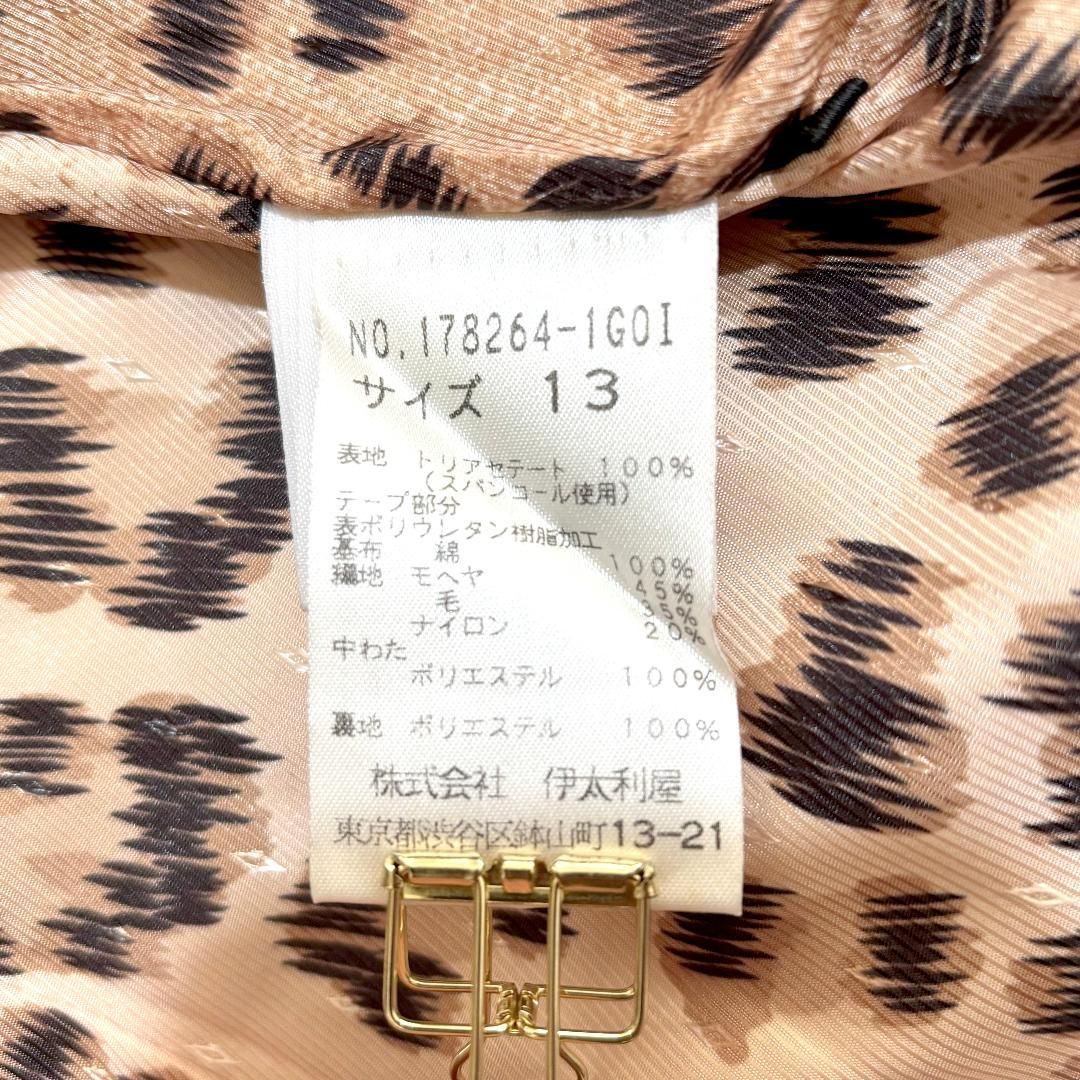 NO.178264-1G0I
サイズ 13
表地 トリアセテート 100%
(スパンコール使用)
テープ部分
表ポリウレタン樹脂加工
基布 綿 100%
繊地 モヘヤ 45%
毛 35%
ナイロン 20%
中わた
ポリエステル 100%
裏地 ポリエステル 100%
株式会社 伊太利屋
東京都渋谷区鉢山町13-21